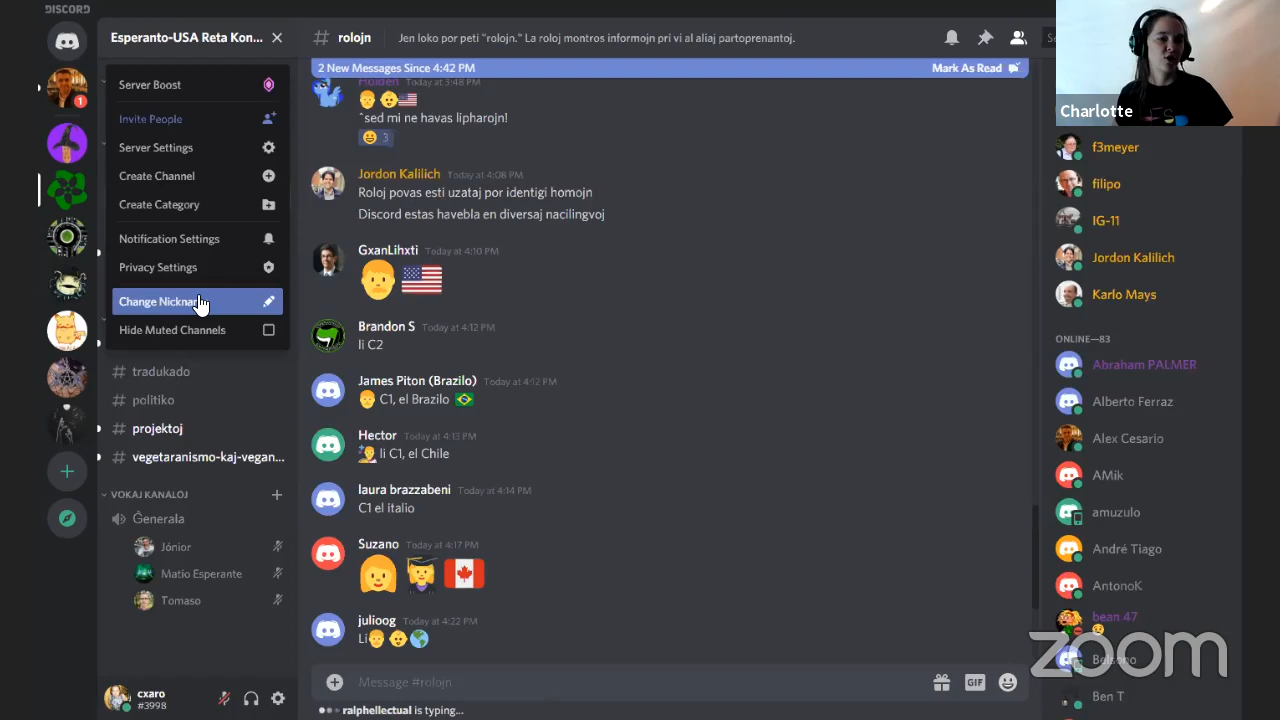 DISCORD
Esperanto-USA Reta Kon...
Server Boost
Invite People
Server Settings
Create Channel
Create Category
Notification Settings
Privacy Settings
Change Nickname
Hide Muted Channels
# tradukado
# politiko
# projektoj
# vegetaranismo-kaj-vegan...
VOKAJ KANALOJ
Ĝenerala
Jónior
Matio Esperante
Tomaso
cxaro
#3998
1
# rolojn
Jen loko por peti "rolojn." La roloj montros informojn pri vi al aliaj partoprenantoj.
2 New Messages Since 4:42 PM
Mark As Read
Holden Today at 3:48 PM
^sed mi ne havas lipharojn!
3
Jordon Kalilich Today at 4:08 PM
Roloj povas esti uzataj por identigi homojn
Discord estas havebla en diversaj nacilingvoj
GxanLihxti Today at 4:10 PM
Brandon S Today at 4:12 PM
li C2
James Piton (Brazilo) Today at 4:12 PM
C1, el Brazilo
Hector Today at 4:13 PM
li C1, el Chile
laura brazzabeni Today at 4:14 PM
C1 el italio
Suzano Today at 4:17 PM
julioog Today at 4:22 PM
Li
Message #rolojn
GIF
ralphellectual is typing...
Charlotte
f3meyer
filipo
IG-11
Jordon Kalilich
Karlo Mays
ONLINE—83
Abraham PALMER
Alberto Ferraz
Alex Cesario
AMik
amuzulo
André Tiago
AntonoK
bean 47
Belsono
Ben T
zoom